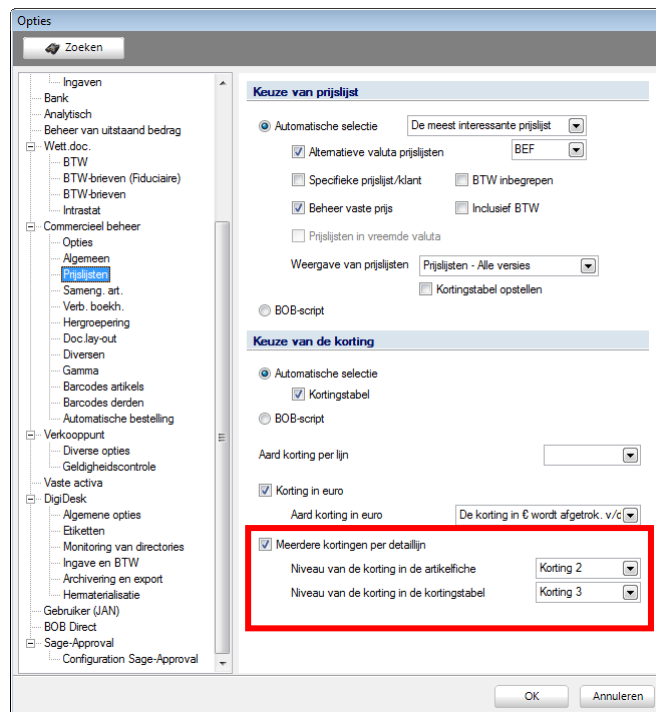 Opties
Zoeken
Ingaven
Bank
Analytisch
Beheer van uitstaand bedrag
Wett.doc.
BTW
BTW-brieven (Fiduciaire)
BTW-brieven
Intrastat
Commercieel beheer
Opties
Algemeen
Prijslijsten
Sameng. art.
Verb. boekh.
Hergroepering
Doc.lay-out
Diversen
Gamma
Barcodes artikels
Barcodes derden
Automatische bestelling
Verkooppunt
Diverse opties
Geldigheidscontrole
Vaste activa
DigiDesk
Algemene opties
Etiketten
Monitoring van directories
Ingave en BTW
Archivering en export
Hermaterialisatie
Gebruiker (JAN)
BOB Direct
Sage-Approval
Configuration Sage-Approval
Keuze van prijslijst
Automatische selectie De meest interessante prijslijst
Alternatieve valuta prijslijsten BEF
Specifieke prijslijst/klant BTW inbegrepen
Beheer vaste prijs Inclusief BTW
Prijslijsten in vreemde valuta
Weergave van prijslijsten Prijslijsten - Alle versies
Kortingstabel opstellen
BOB-script
Keuze van de korting
Automatische selectie
Kortingstabel
BOB-script
Aard korting per lijn
Korting in euro
Aard korting in euro De korting in € wordt afgetrok. v/d
Meerdere kortingen per detaillijn
Niveau van de korting in de artikelfiche Korting 2
Niveau van de korting in de kortingstabel Korting 3
OK Annuleren